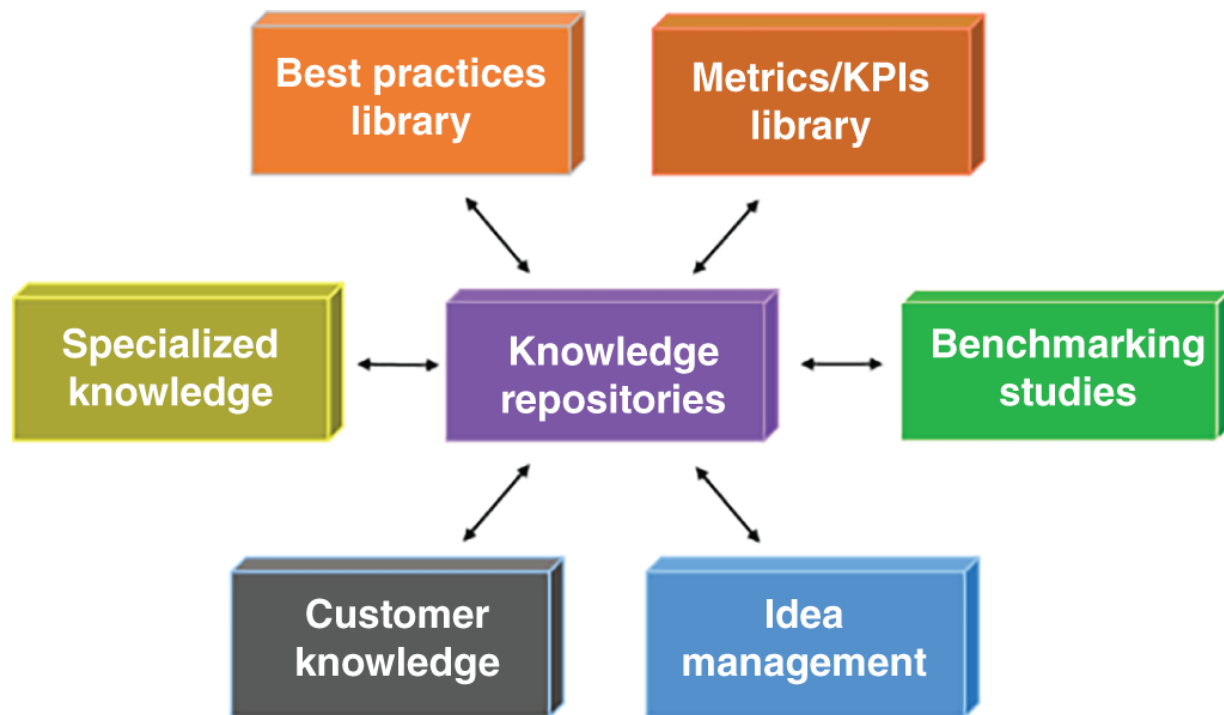 Best practices
library
Metrics/KPIs
library
Specialized
knowledge
Knowledge
repositories
Benchmarking
studies
Customer
knowledge
Idea
management